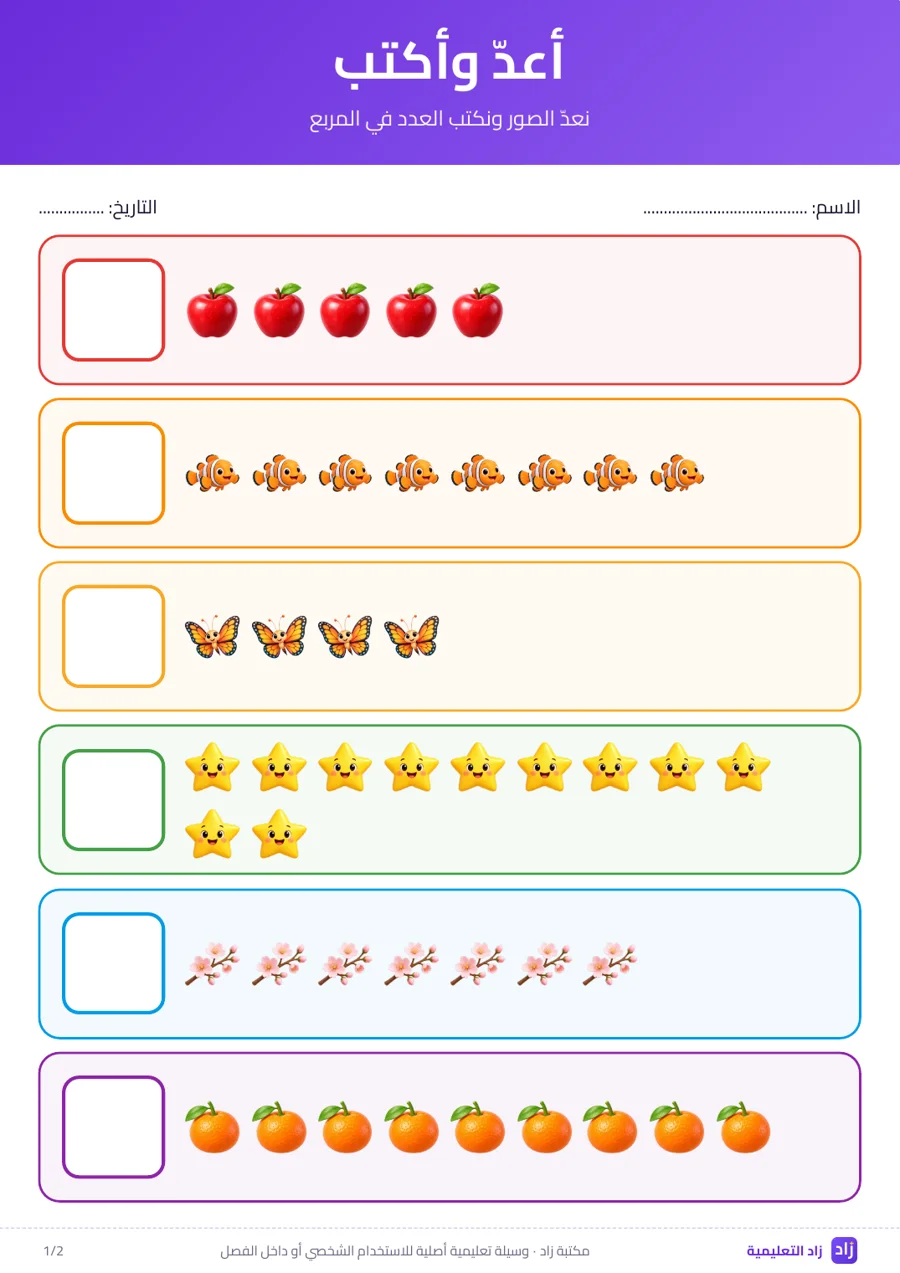 أعدّ وأكتب
نعدّ الصور ونكتب العدد في المربع
الاسم: ........................................
التاريخ: ................
زاد
زاد التعليمية
مكتبة زاد · وسيلة تعليمية أصلية للاستخدام الشخصي أو داخل الفصل
1/2